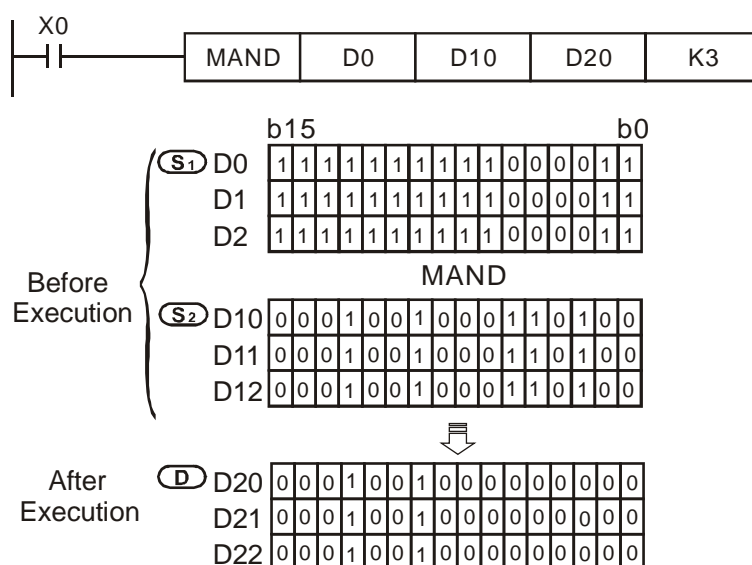 X0
MAND D0 D10 D20 K3
b15 b0
S1 D0 1 1 1 1 1 1 1 1 1 1 0 0 0 0 1 1
D1 1 1 1 1 1 1 1 1 1 1 0 0 0 0 1 1
D2 1 1 1 1 1 1 1 1 1 1 0 0 0 0 1 1
Before
Execution
MAND
S2 D10 0 0 0 1 0 0 1 0 0 0 1 1 0 1 0 0
D11 0 0 0 1 0 0 1 0 0 0 1 1 0 1 0 0
D12 0 0 0 1 0 0 1 0 0 0 1 1 0 1 0 0
After
Execution
D D20 0 0 0 1 0 0 1 0 0 0 0 0 0 0 0 0
D21 0 0 0 1 0 0 1 0 0 0 0 0 0 0 0 0
D22 0 0 0 1 0 0 1 0 0 0 0 0 0 0 0 0